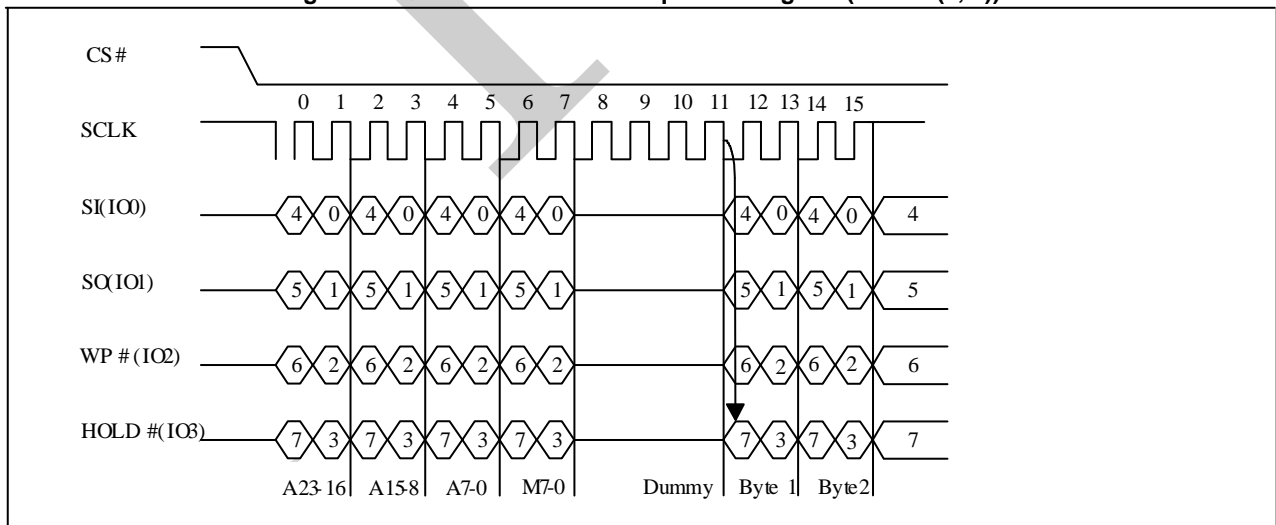 CS #
0 1 2 3 4 5 6 7 8 9 10 11 12 13 14 15
SCLK
SI(IO0) 4 0 4 0 4 0 4 0 4 0 4 0 4
SO(IO1) 5 1 5 1 5 1 5 1 5 1 5 1 5
WP #(IO2) 6 2 6 2 6 2 6 2 6 2 6 2 6
HOLD #(IO3) 7 3 7 3 7 3 7 3 7 3 7 3 7
A23-16 A15-8 A7-0 M7-0 Dummy Byte 1 Byte2